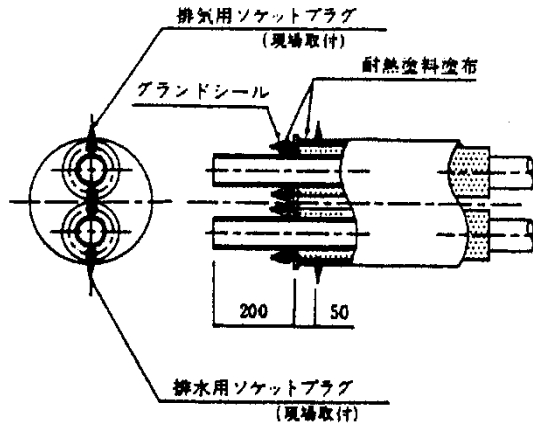 排気用ソケットプラグ
(現場取付)
耐熱塗料塗布
グランドシール
200
50
排水用ソケットプラグ
(現場取付)